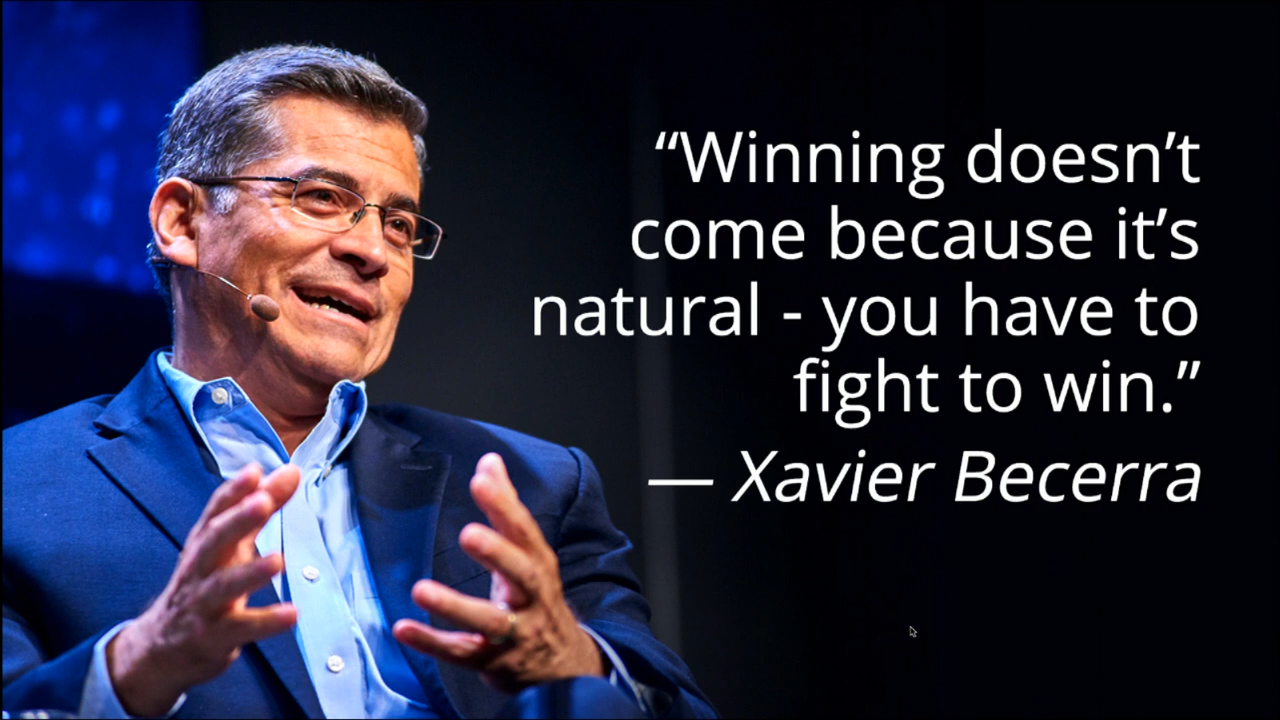 “Winning doesn’t
come because it’s
natural - you have to
fight to win.”
— Xavier Becerra